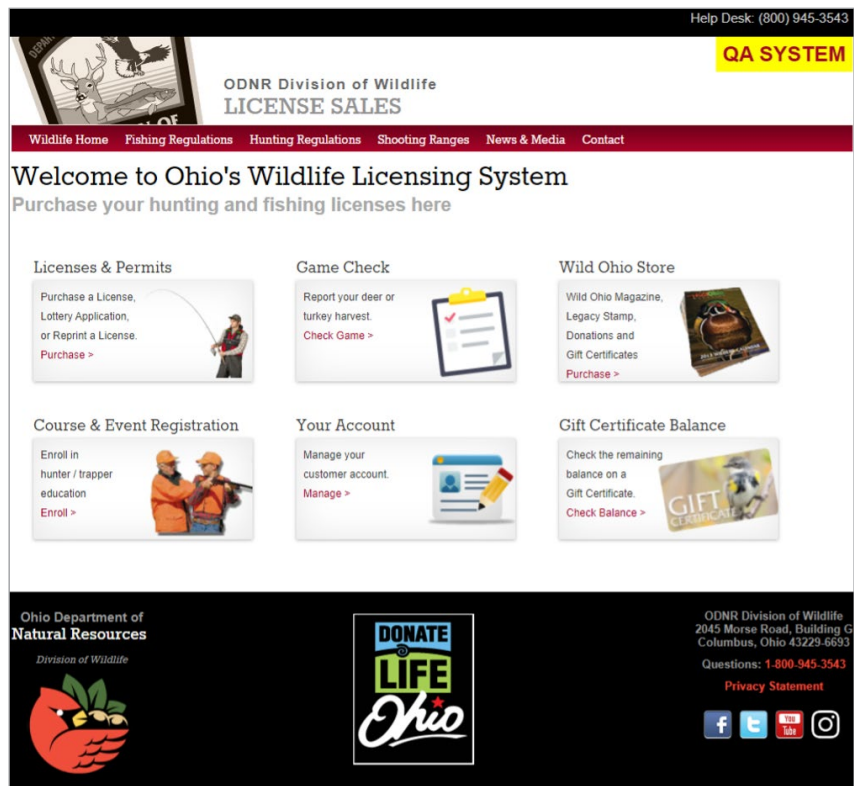 Help Desk: (800) 945-3543
QA SYSTEM
ODNR Division of Wildlife
LICENSE SALES
Wildlife Home Fishing Regulations Hunting Regulations Shooting Ranges News & Media Contact
Welcome to Ohio's Wildlife Licensing System
Purchase your hunting and fishing licenses here
Licenses & Permits
Purchase a License,
Lottery Application,
or Reprint a License.
Purchase >
Game Check
Report your deer or
turkey harvest.
Check Game >
Wild Ohio Store
Wild Ohio Magazine,
Legacy Stamp,
Donations and
Gift Certificates
Purchase >
Course & Event Registration
Enroll in
hunter / trapper
education
Enroll >
Your Account
Manage your
customer account.
Manage >
Gift Certificate Balance
Check the remaining
balance on a
Gift Certificate.
Check Balance >
GIFT
CERTIFICATE
Ohio Department of
Natural Resources
Division of Wildlife
DONATE
LIFE
Ohio
ODNR Division of Wildlife
2045 Morse Road, Building G
Columbus, Ohio 43229-6693
Questions: 1-800-945-3543
Privacy Statement
You
Tube